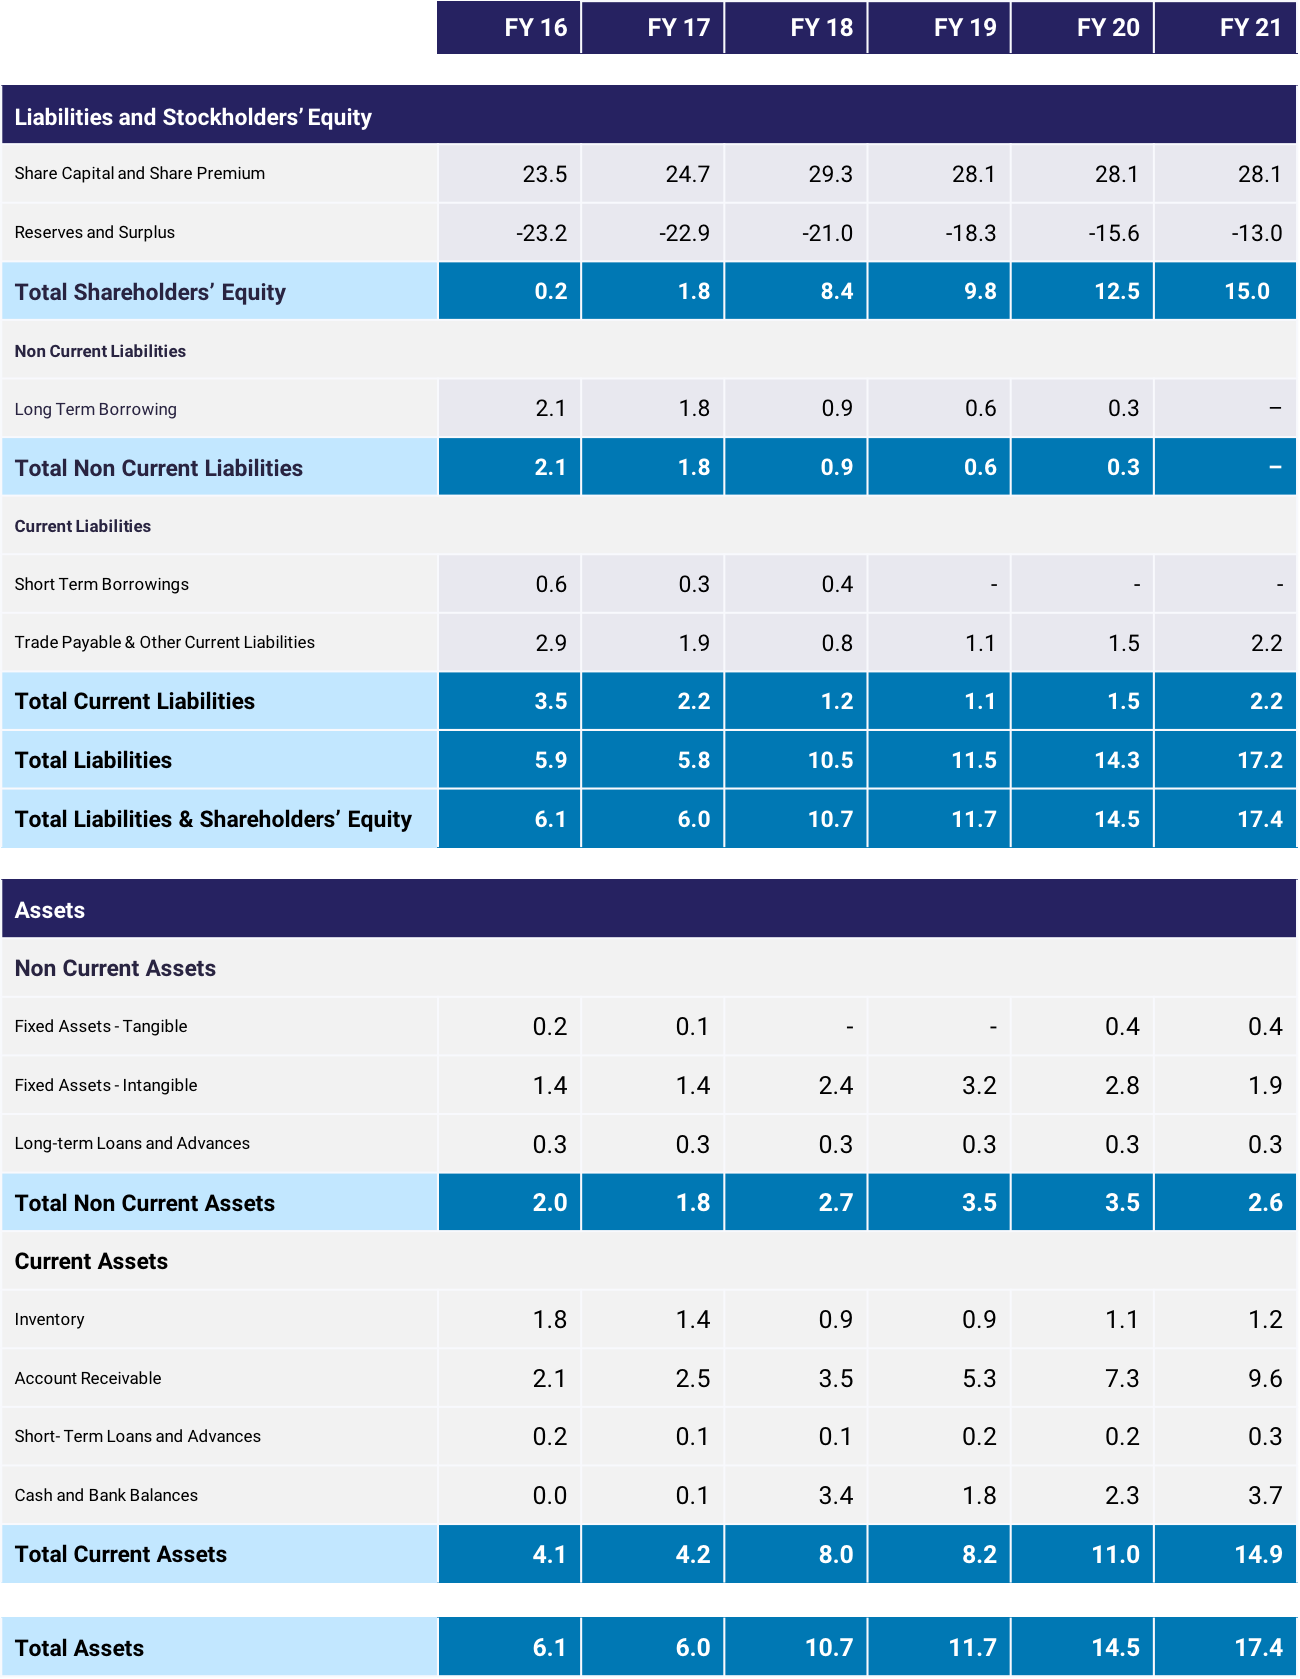 FY 16 FY 17 FY 18 FY 19 FY 20 FY 21
Liabilities and Stockholders’ Equity
Share Capital and Share Premium 23.5 24.7 29.3 28.1 28.1 28.1
Reserves and Surplus -23.2 -22.9 -21.0 -18.3 -15.6 -13.0
Total Shareholders’ Equity 0.2 1.8 8.4 9.8 12.5 15.0
Non Current Liabilities
Long Term Borrowing 2.1 1.8 0.9 0.6 0.3 –
Total Non Current Liabilities 2.1 1.8 0.9 0.6 0.3 –
Current Liabilities
Short Term Borrowings 0.6 0.3 0.4 - - -
Trade Payable & Other Current Liabilities 2.9 1.9 0.8 1.1 1.5 2.2
Total Current Liabilities 3.5 2.2 1.2 1.1 1.5 2.2
Total Liabilities 5.9 5.8 10.5 11.5 14.3 17.2
Total Liabilities & Shareholders’ Equity 6.1 6.0 10.7 11.7 14.5 17.4
Assets
Non Current Assets
Fixed Assets - Tangible 0.2 0.1 - - 0.4 0.4
Fixed Assets - Intangible 1.4 1.4 2.4 3.2 2.8 1.9
Long-term Loans and Advances 0.3 0.3 0.3 0.3 0.3 0.3
Total Non Current Assets 2.0 1.8 2.7 3.5 3.5 2.6
Current Assets
Inventory 1.8 1.4 0.9 0.9 1.1 1.2
Account Receivable 2.1 2.5 3.5 5.3 7.3 9.6
Short- Term Loans and Advances 0.2 0.1 0.1 0.2 0.2 0.3
Cash and Bank Balances 0.0 0.1 3.4 1.8 2.3 3.7
Total Current Assets 4.1 4.2 8.0 8.2 11.0 14.9
Total Assets 6.1 6.0 10.7 11.7 14.5 17.4